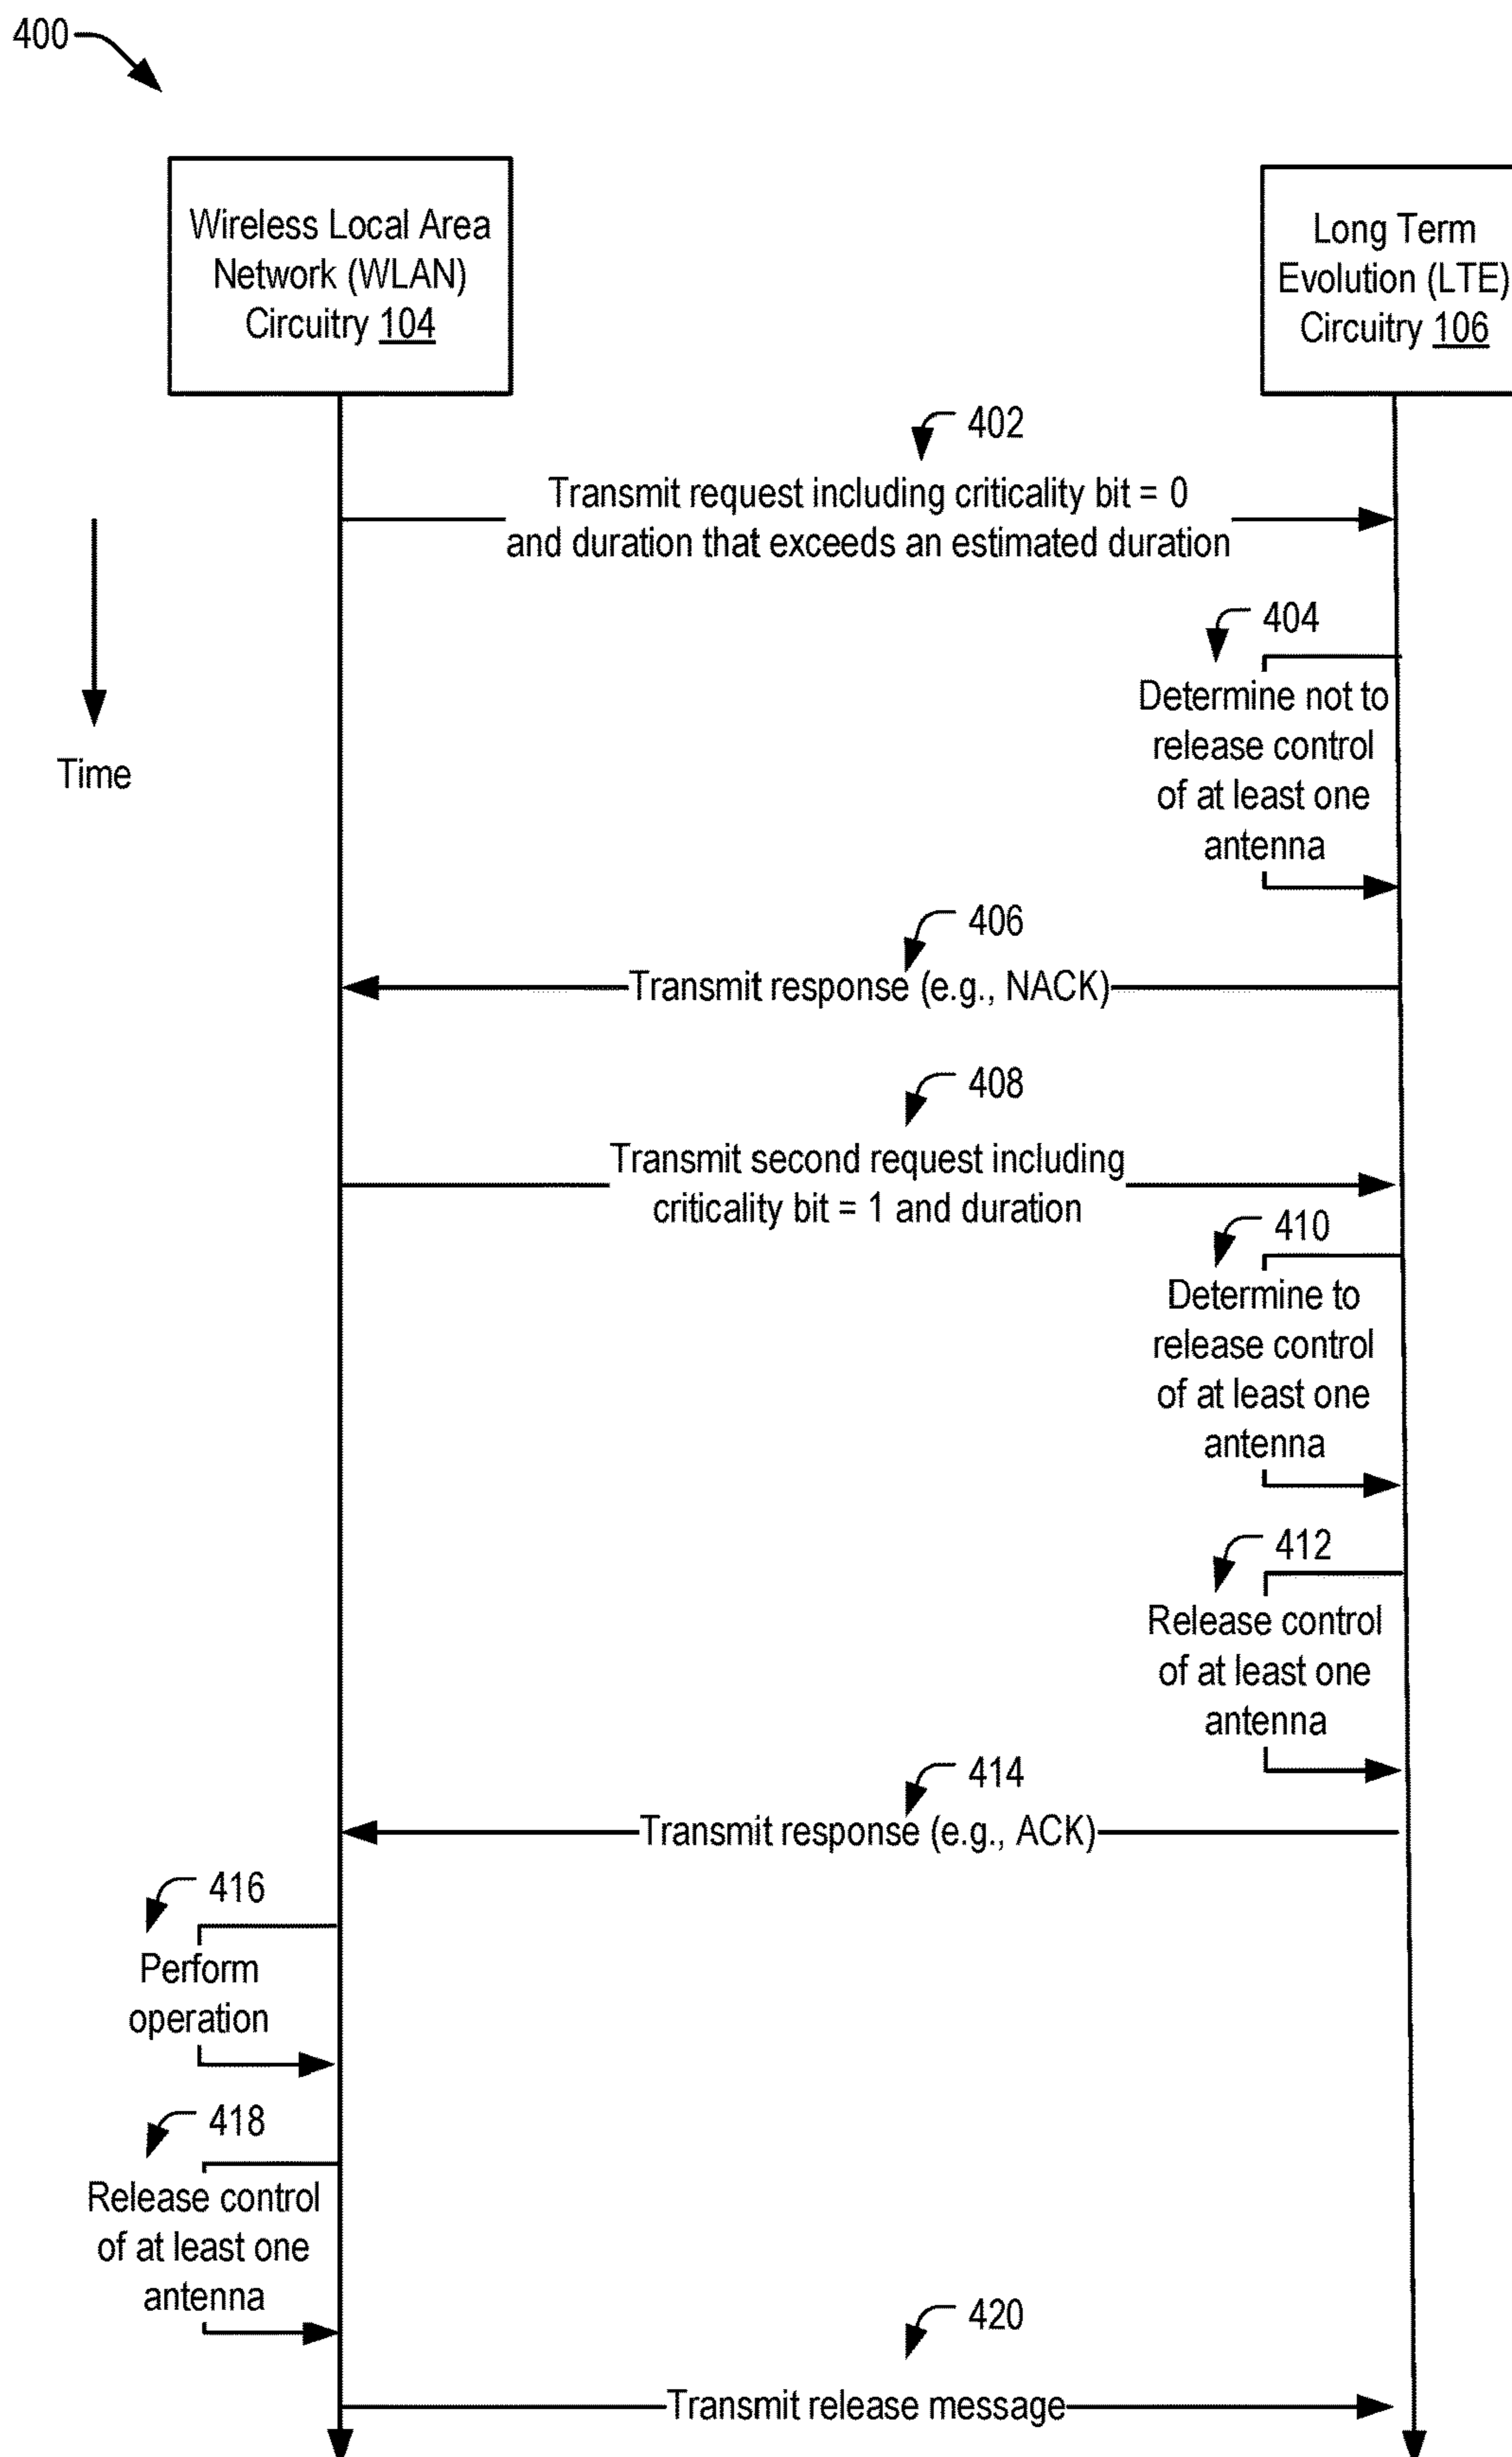 400
Wireless Local Area
Network (WLAN)
Circuitry 104
Long Term
Evolution (LTE)
Circuitry 106
402
Transmit request including criticality bit = 0
and duration that exceeds an estimated duration
404
Determine not to
release control
of at least one
antenna
Time
406
Transmit response (e.g., NACK)
408
Transmit second request including
criticality bit = 1 and duration
410
Determine to
release control
of at least one
antenna
412
Release control
of at least one
antenna
414
Transmit response (e.g., ACK)
416
Perform
operation
418
Release control
of at least one
antenna
420
Transmit release message